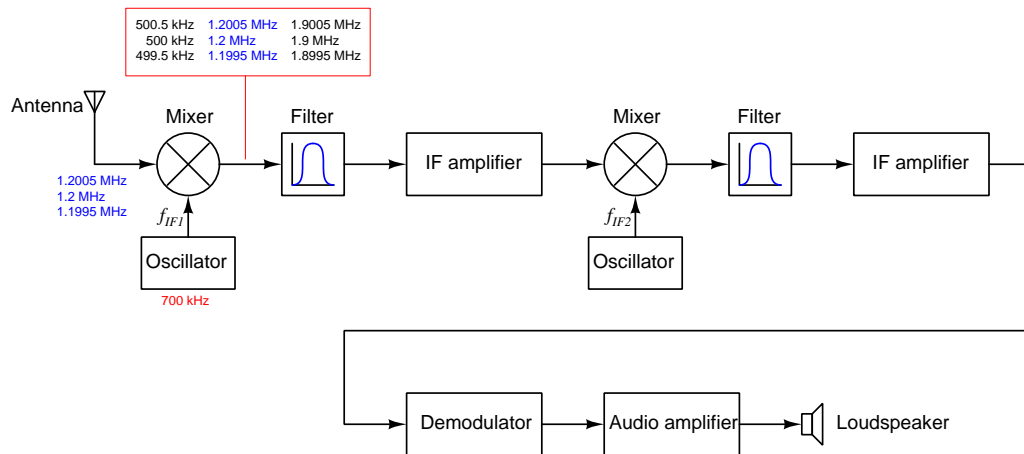 500.5 kHz 1.2005 MHz 1.9005 MHz
500 kHz 1.2 MHz 1.9 MHz
499.5 kHz 1.1995 MHz 1.8995 MHz
Antenna
Mixer
Filter
IF amplifier
Mixer
Filter
IF amplifier
1.2005 MHz
1.2 MHz
1.1995 MHz
fIF1
Oscillator
700 kHz
fIF2
Oscillator
Demodulator
Audio amplifier
Loudspeaker